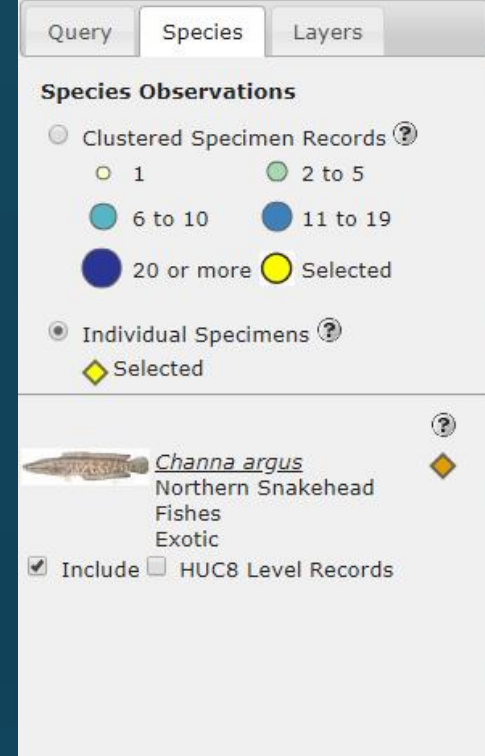 Query Species Layers
Species Observations
Clustered Specimen Records ?
1 2 to 5
6 to 10 11 to 19
20 or more Selected
Individual Specimens ?
Selected
?
Channa argus
Northern Snakehead
Fishes
Exotic
Include HUC8 Level Records